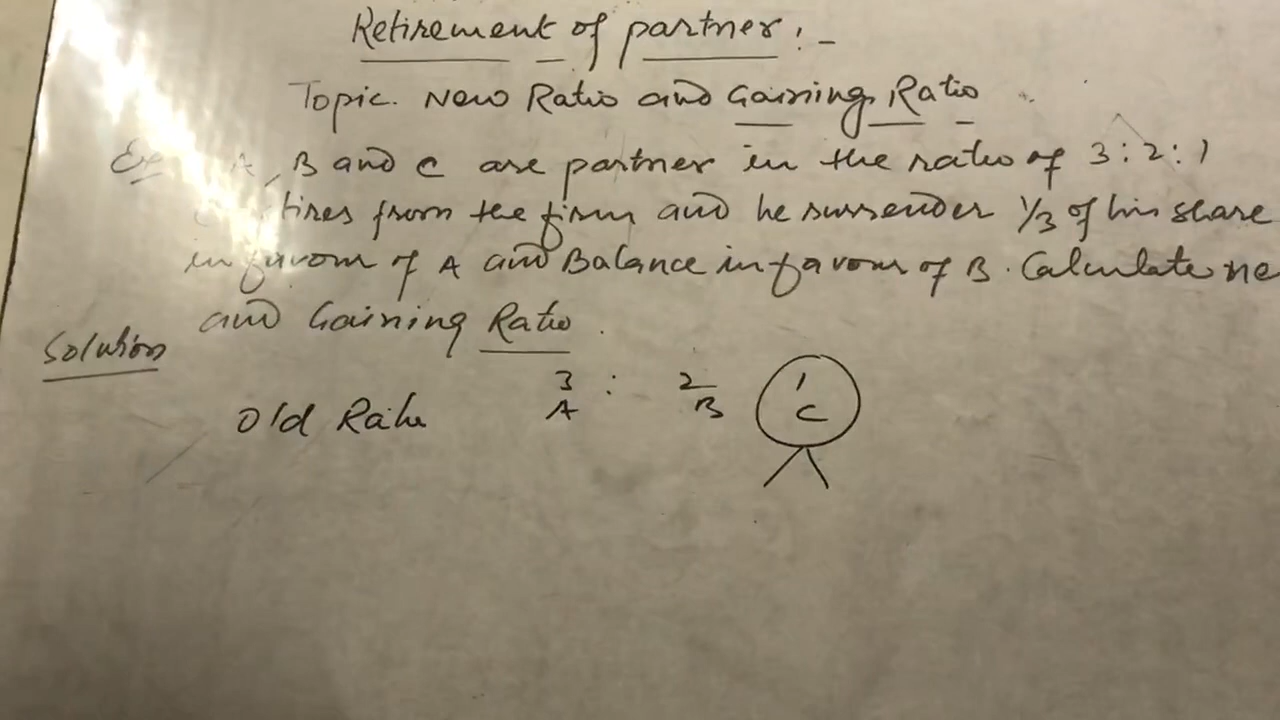 Retirement of partner:-
Topic. New Ratio and Gaining Ratio
Ex A, B and C are partner in the ratio of 3:2:1
tires from the firm and he surrender 1/3 of his share
in favour of A and Balance in favour of B. Calculate ne
and Gaining Ratio.
Solution
3 : 2 1
Old Ratio A B C